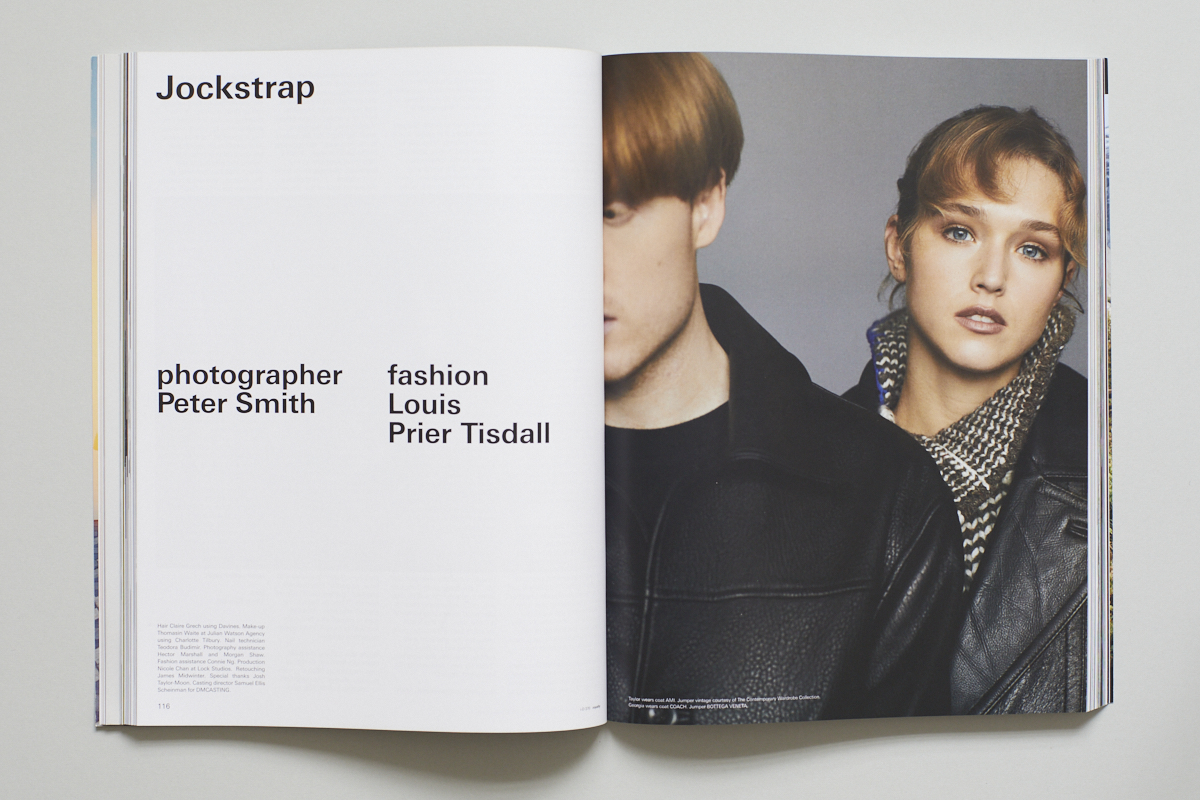 Jockstrap
photographer
Peter Smith
fashion
Louis
Prier Tisdall
Hair Claire Grech using Davines. Make-up
Thomasin Waite at Julian Watson Agency
using Charlotte Tilbury. Nail technician
Teodora Budimir. Photography assistance
Hector Marshall and Morgan Shaw.
Fashion assistance Connie Ng. Production
Nicole Chan at Lock Studios. Retouching
James Midwinter. Special thanks Josh
Taylor Moon. Casting director Samuel Ellis
Scheinman for DMCASTING.
116
Taylor wears coat AMI. Jumper vintage courtesy of The Contemporary Wardrobe Collection.
Georgia wears coat COACH. Jumper BOTTEGA VENETA.